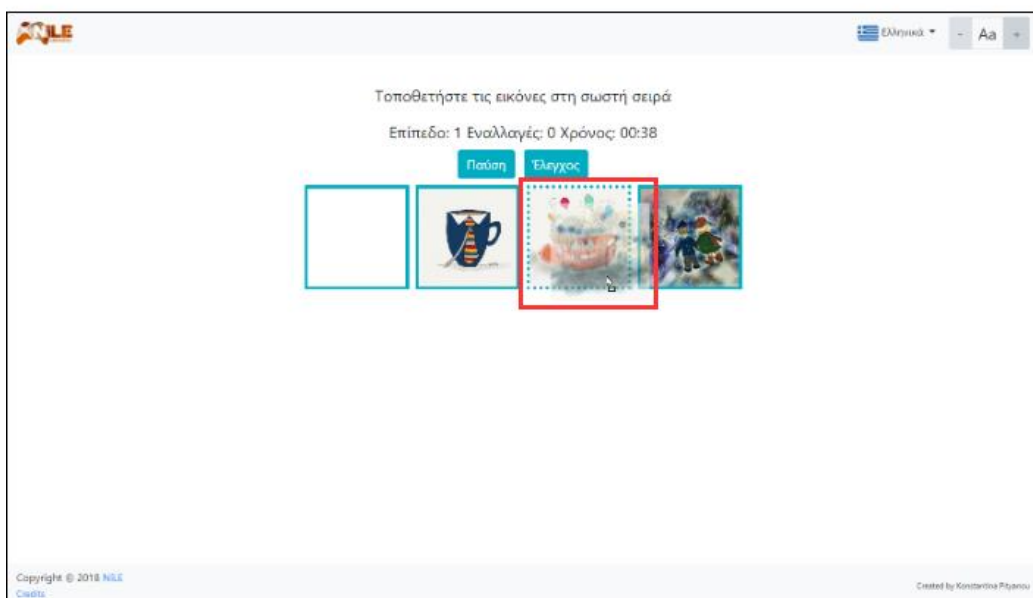 NILE
Ελληνικά
- Aa +
Τοποθετήστε τις εικόνες στη σωστή σειρά
Επίπεδο: 1 Εναλλαγές: 0 Χρόνος: 00:38
Παύση Έλεγχος
Copyright © 2018 NILE
Credits
Created by Konstantina Pityanou